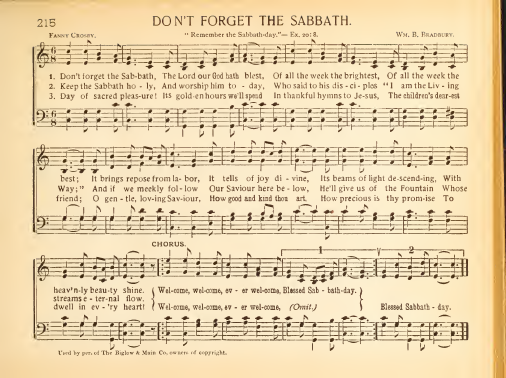 215
DON'T FORGET THE SABBATH.
FANNY CROSBY.
"Remember the Sabbath-day."— Ex. 20: 8.
WM. B. BRADBURY.
1. Don't forget the Sab-bath, The Lord our God hath blest, Of all the week the brightest, Of all the week the
2. Keep the Sabbath ho - ly, And worship him to - day, Who said to his dis - ci - ples "I am the Liv - ing
3. Day of sacred pleas-ure! Its gold-en hours we'll spend In thankful hymns to Je-sus, The children's dear-est
best; It brings repose from la-bor, It tells of joy di - vine, Its beams of light de-scend-ing, With
Way;" And if we meekly fol-low Our Saviour here be - low, He'll give us of the Fountain Whose
friend; O gen - tle, lov-ing Sav-iour, How good and kind thou art. How precious is thy prom-ise To
CHORUS.
1
2
heav'n-ly beau-ty shine.
streams e - ter-nal flow.
dwell in ev - 'ry heart!
Wel-come, wel-come, ev - er wel-come, Blessed Sab - bath-day.
Wel-come, wel-come, ev - er wel-come, (Omit.) Blessed Sabbath - day.
Used by per. of The Biglow & Main Co. owners of copyright.